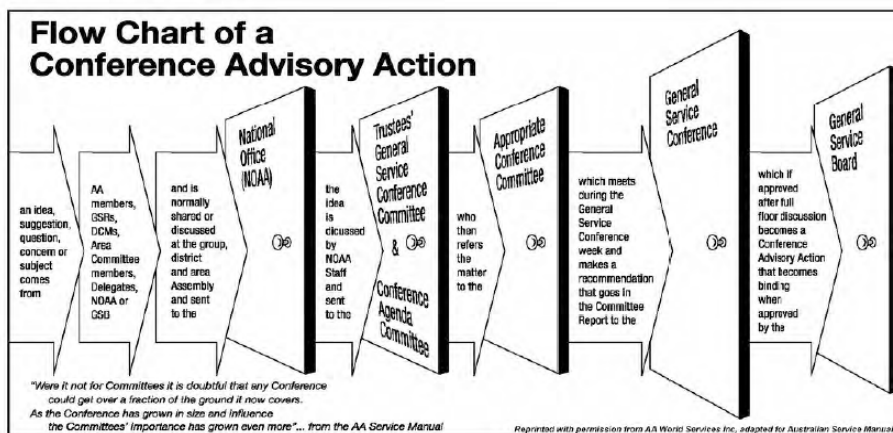 Flow Chart of a
Conference Advisory Action
an idea,
suggestion,
question,
concern or
subject
comes
from
AA
members,
GSRs,
DCMs,
Area
Committee
members,
Delegates,
NOAA or
GSB
and is
normally
shared or
discussed
at the group,
district
and area
Assembly
and sent
to the
National
Office
(NOAA)
the
idea
is
dicussed
by
NOAA
Staff
and
sent
to the
Trustees'
General
Service
Conference
Committee
&
Conference
Agenda
Committee
who
then
refers
the
matter
to the
Appropriate
Conference
Committee
which meets
during the
General
Service
Conference
week and
makes a
recommendation
that goes in
the Committee
Report to the
General
Service
Conference
which if
approved
after full
floor discussion
becomes a
Conference
Advisory Action
that becomes
binding
when
approved
by the
General
Service
Board
"Were it not for Committees it is doubtful that any Conference
could get over a fraction of the ground it now covers.
As the Conference has grown in size and influence
the Committees' importance has grown even more"... from the AA Service Manual
Reprinted with permission from AA World Services Inc, adapted for Australian Service Manual